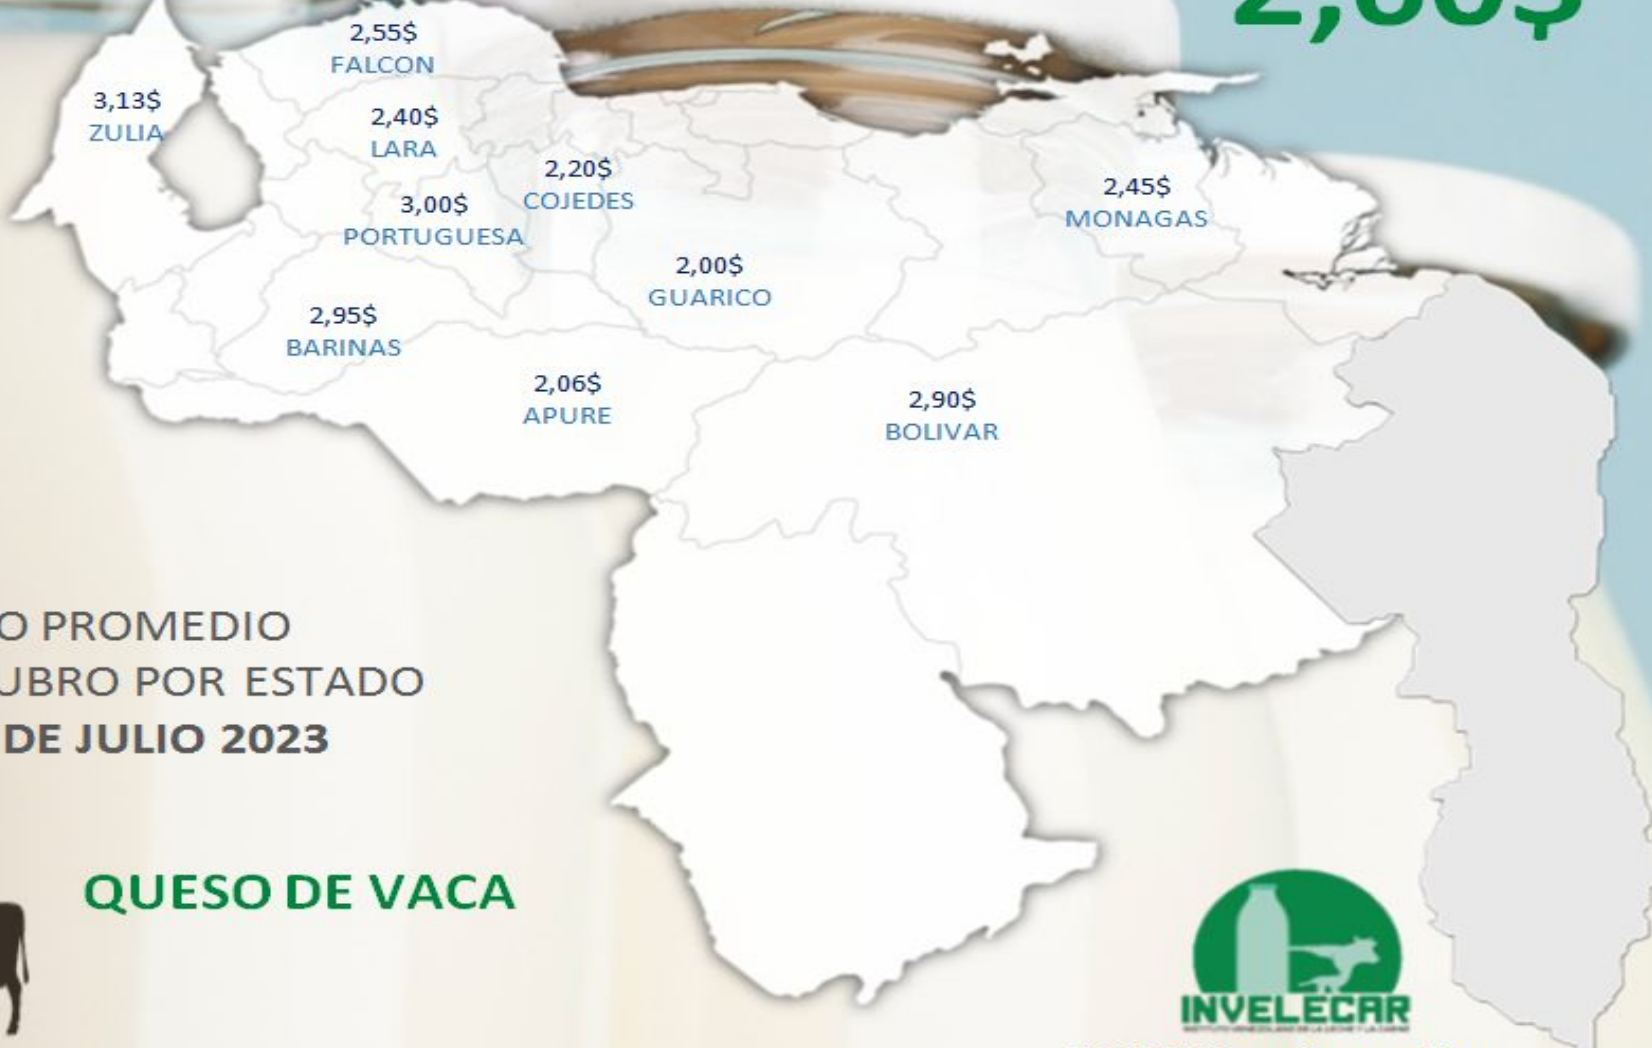 2,55$
FALCON
3,13$
ZULIA
2,40$
LARA
2,20$
COJEDES
3,00$
PORTUGUESA
2,45$
MONAGAS
2,00$
GUARICO
2,95$
BARINAS
2,06$
APURE
2,90$
BOLIVAR
O PROMEDIO
UBRO POR ESTADO
DE JULIO 2023
QUESO DE VACA
INVELECAR